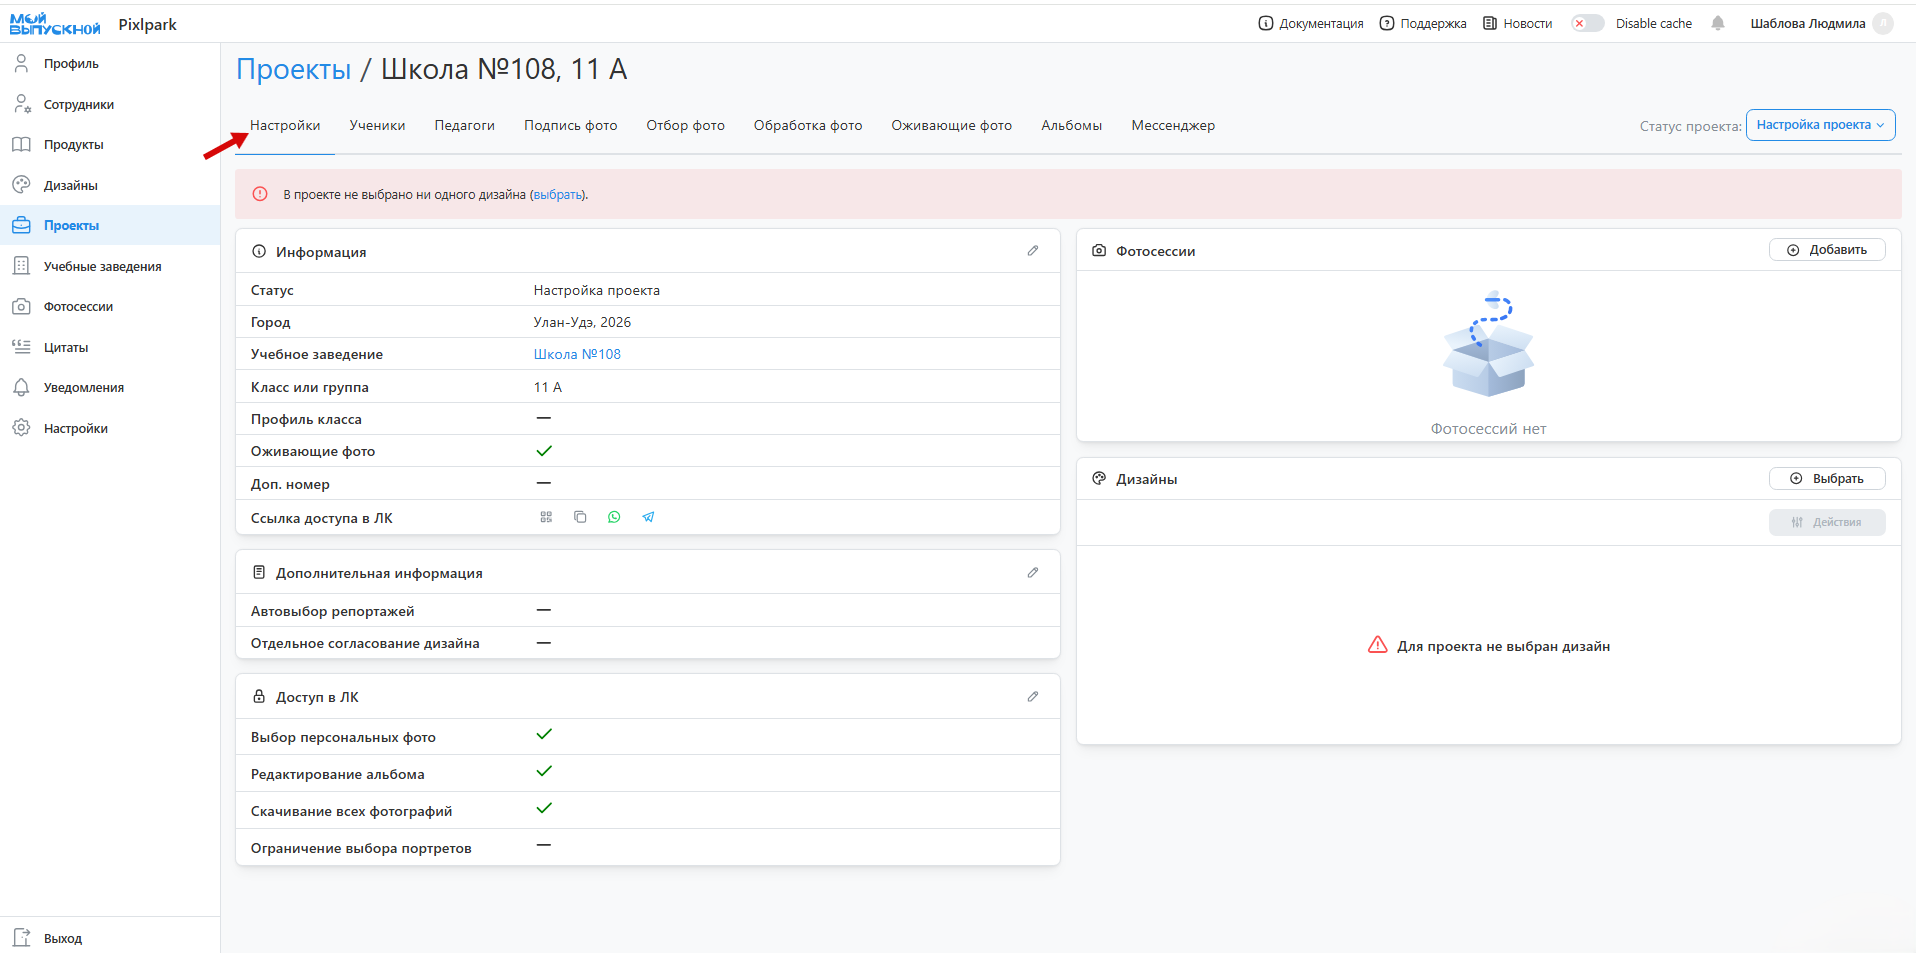 МОЙ ВЫПУСКНОЙ
Pixlpark
Документация
Поддержка
Новости
Disable cache
Шаблова Людмила
Л
Профиль
Сотрудники
Продукты
Дизайны
Проекты
Учебные заведения
Фотосессии
Цитаты
Уведомления
Настройки
Выход
Проекты / Школа №108, 11 А
Настройки
Ученики
Педагоги
Подпись фото
Отбор фото
Обработка фото
Оживающие фото
Альбомы
Мессенджер
Статус проекта:
Настройка проекта
В проекте не выбрано ни одного дизайна (выбрать).
Информация
Статус
Настройка проекта
Город
Улан-Удэ, 2026
Учебное заведение
Школа №108
Класс или группа
11 А
Профиль класса
—
Оживающие фото
Доп. номер
—
Ссылка доступа в ЛК
Дополнительная информация
Автовыбор репортажей
—
Отдельное согласование дизайна
—
Доступ в ЛК
Выбор персональных фото
Редактирование альбома
Скачивание всех фотографий
Ограничение выбора портретов
—
Фотосессии
Добавить
Фотосессий нет
Дизайны
Выбрать
Действия
Для проекта не выбран дизайн